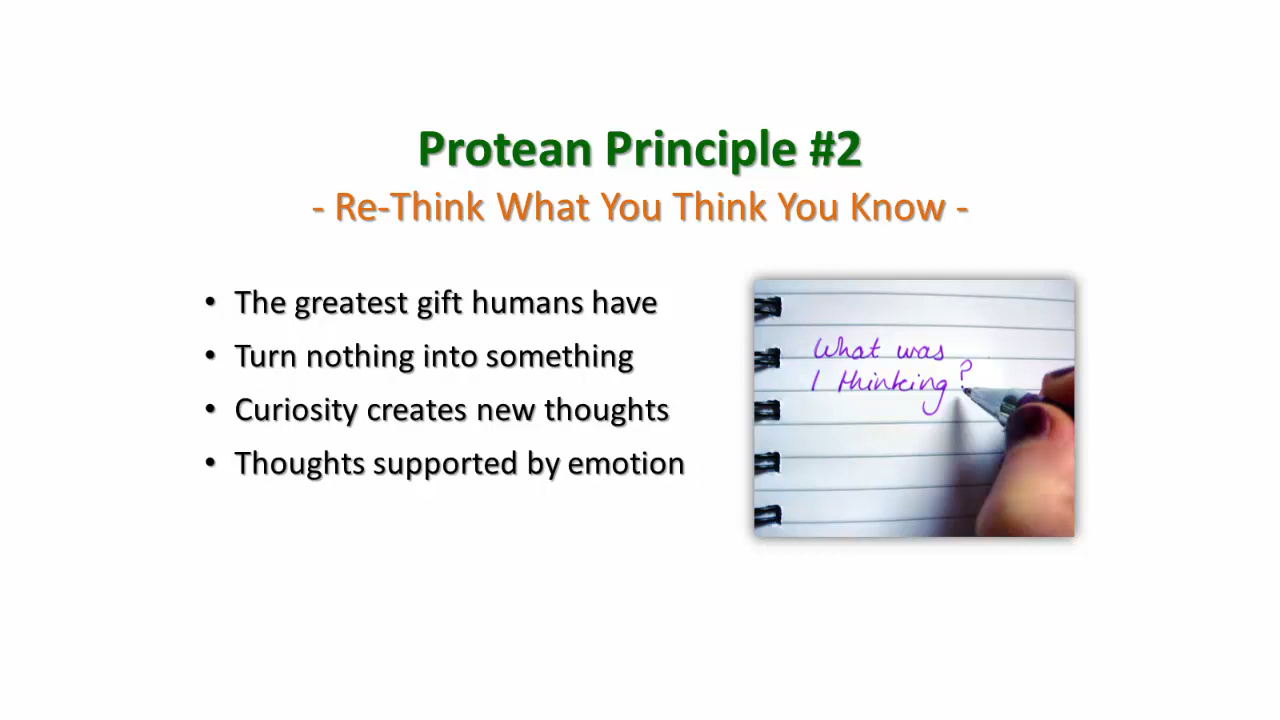 Protean Principle #2
- Re-Think What You Think You Know -
• The greatest gift humans have
• Turn nothing into something
• Curiosity creates new thoughts
• Thoughts supported by emotion
What was
I thinking?